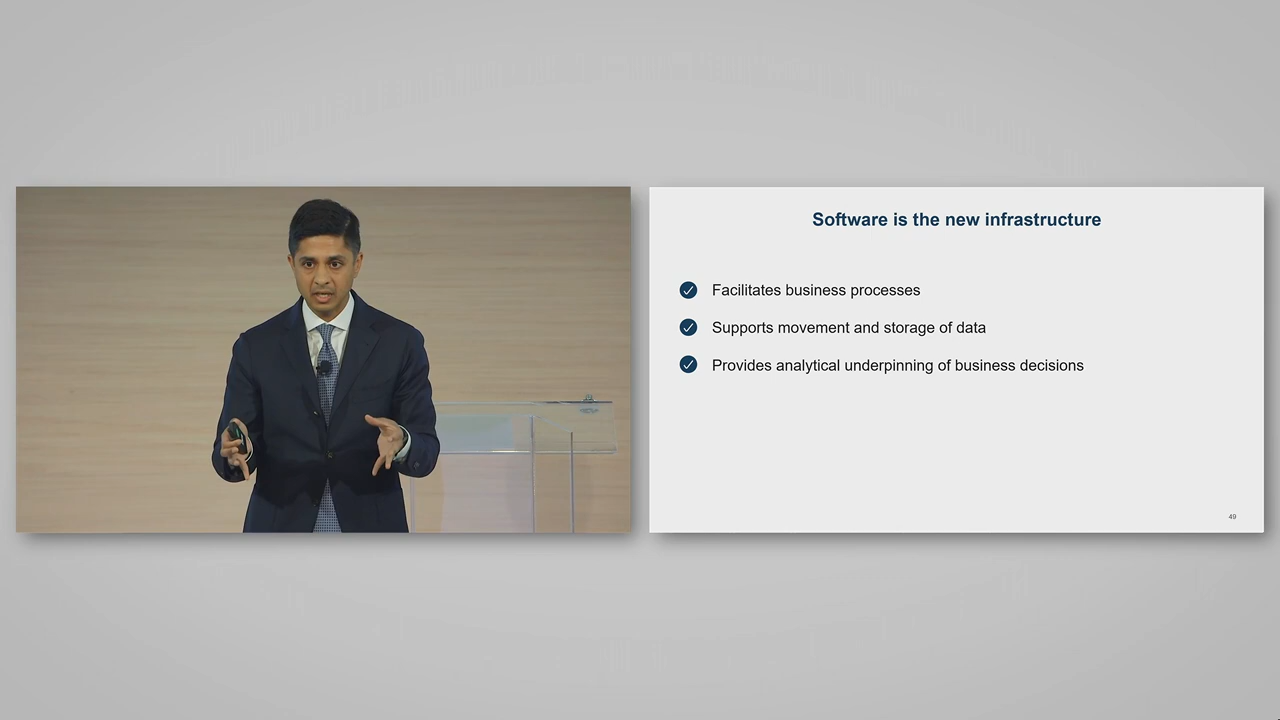 Software is the new infrastructure
Facilitates business processes
Supports movement and storage of data
Provides analytical underpinning of business decisions
49